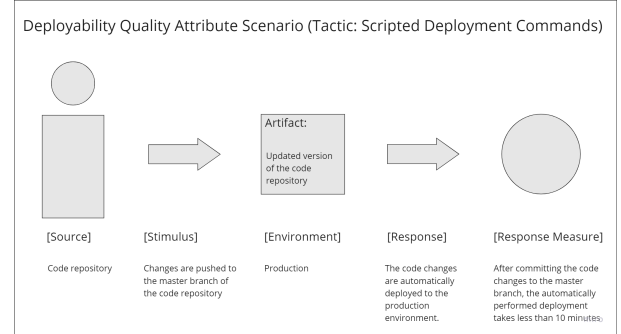 Deployability Quality Attribute Scenario (Tactic: Scripted Deployment Commands)
Artifact:
Updated version
of the code
repository
[Source]
[Stimulus]
[Environment]
[Response]
[Response Measure]
Code repository
Changes are pushed to
the master branch of
the code repository
Production
The code changes
are automatically
deployed to the
production
environment.
After committing the code
changes to the master
branch, the automatically
performed deployment
takes less than 10 minutes